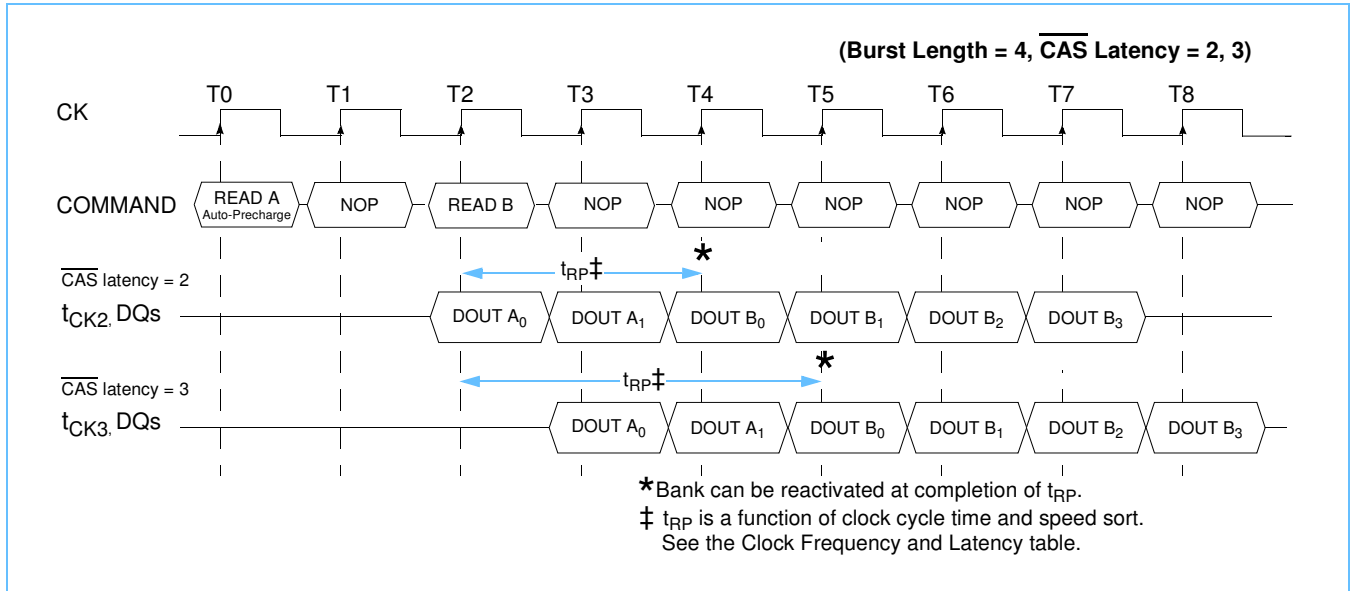 (Burst Length = 4, CAS Latency = 2, 3)
T0 T1 T2 T3 T4 T5 T6 T7 T8
CK
COMMAND
READ A
Auto-Precharge
NOP
READ B
NOP
NOP
NOP
NOP
NOP
NOP
*
tRP‡
CAS latency = 2
tCK2, DQs
DOUT A0 DOUT A1 DOUT B0 DOUT B1 DOUT B2 DOUT B3
*
tRP‡
CAS latency = 3
tCK3, DQs
DOUT A0 DOUT A1 DOUT B0 DOUT B1 DOUT B2 DOUT B3
*Bank can be reactivated at completion of tRP.
‡ tRP is a function of clock cycle time and speed sort.
See the Clock Frequency and Latency table.